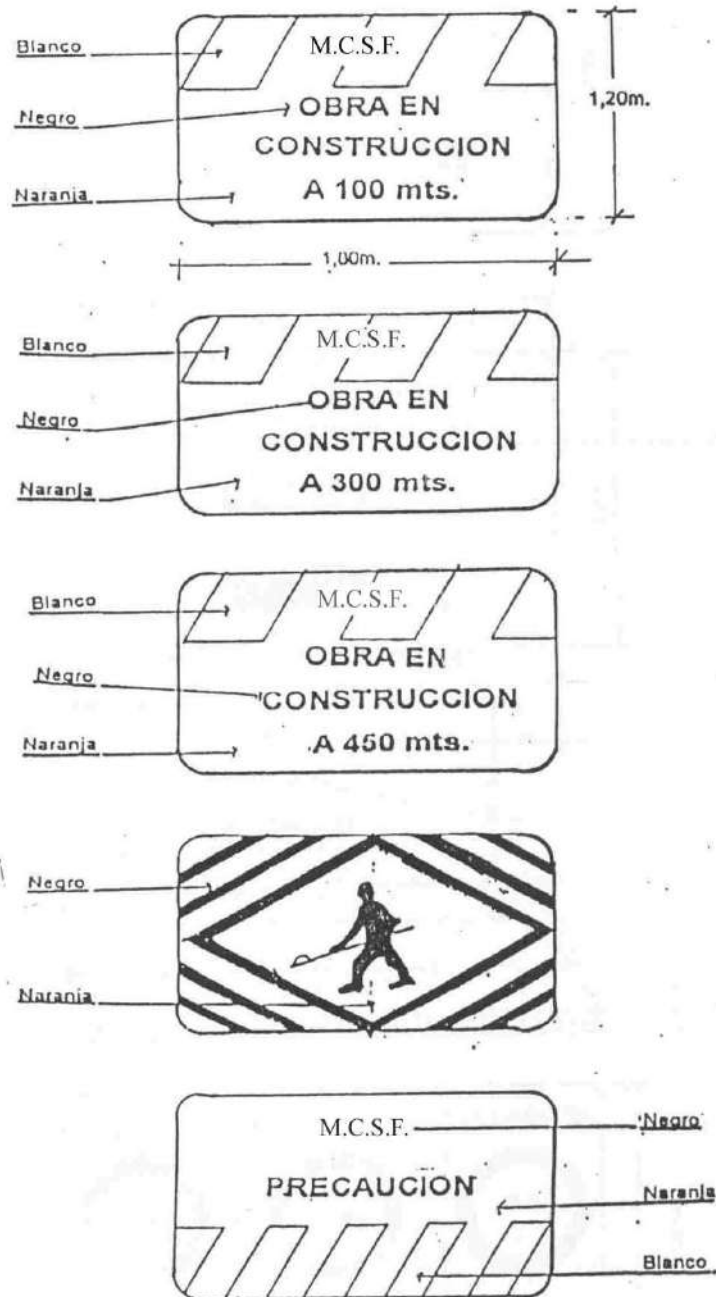 Blanco
M.C.S.F.
Negro
OBRA EN
CONSTRUCCION
Naranja
A 100 mts.
1,20m.
1,00m.
Blanco
M.C.S.F.
Negro
OBRA EN
CONSTRUCCION
Naranja
A 300 mts.
Blanco
M.C.S.F.
Negro
OBRA EN
CONSTRUCCION
Naranja
A 450 mts.
Negro
Naranja
M.C.S.F.
Negro
PRECAUCION
Naranja
Blanco